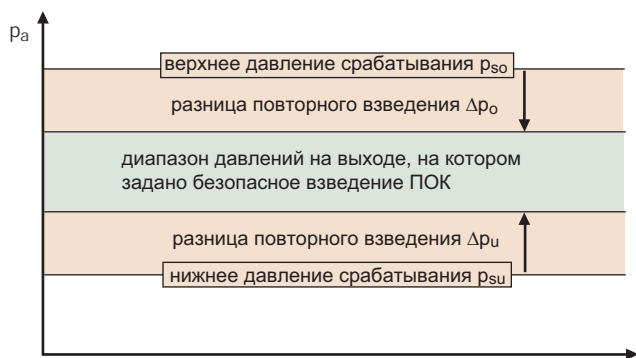 pₐ
верхнее давление срабатывания pₛₒ
разница повторного взведения Δpₒ
диапазон давлений на выходе, на котором
задано безопасное взведение ПОК
разница повторного взведения Δpᵤ
нижнее давление срабатывания pₛᵤ